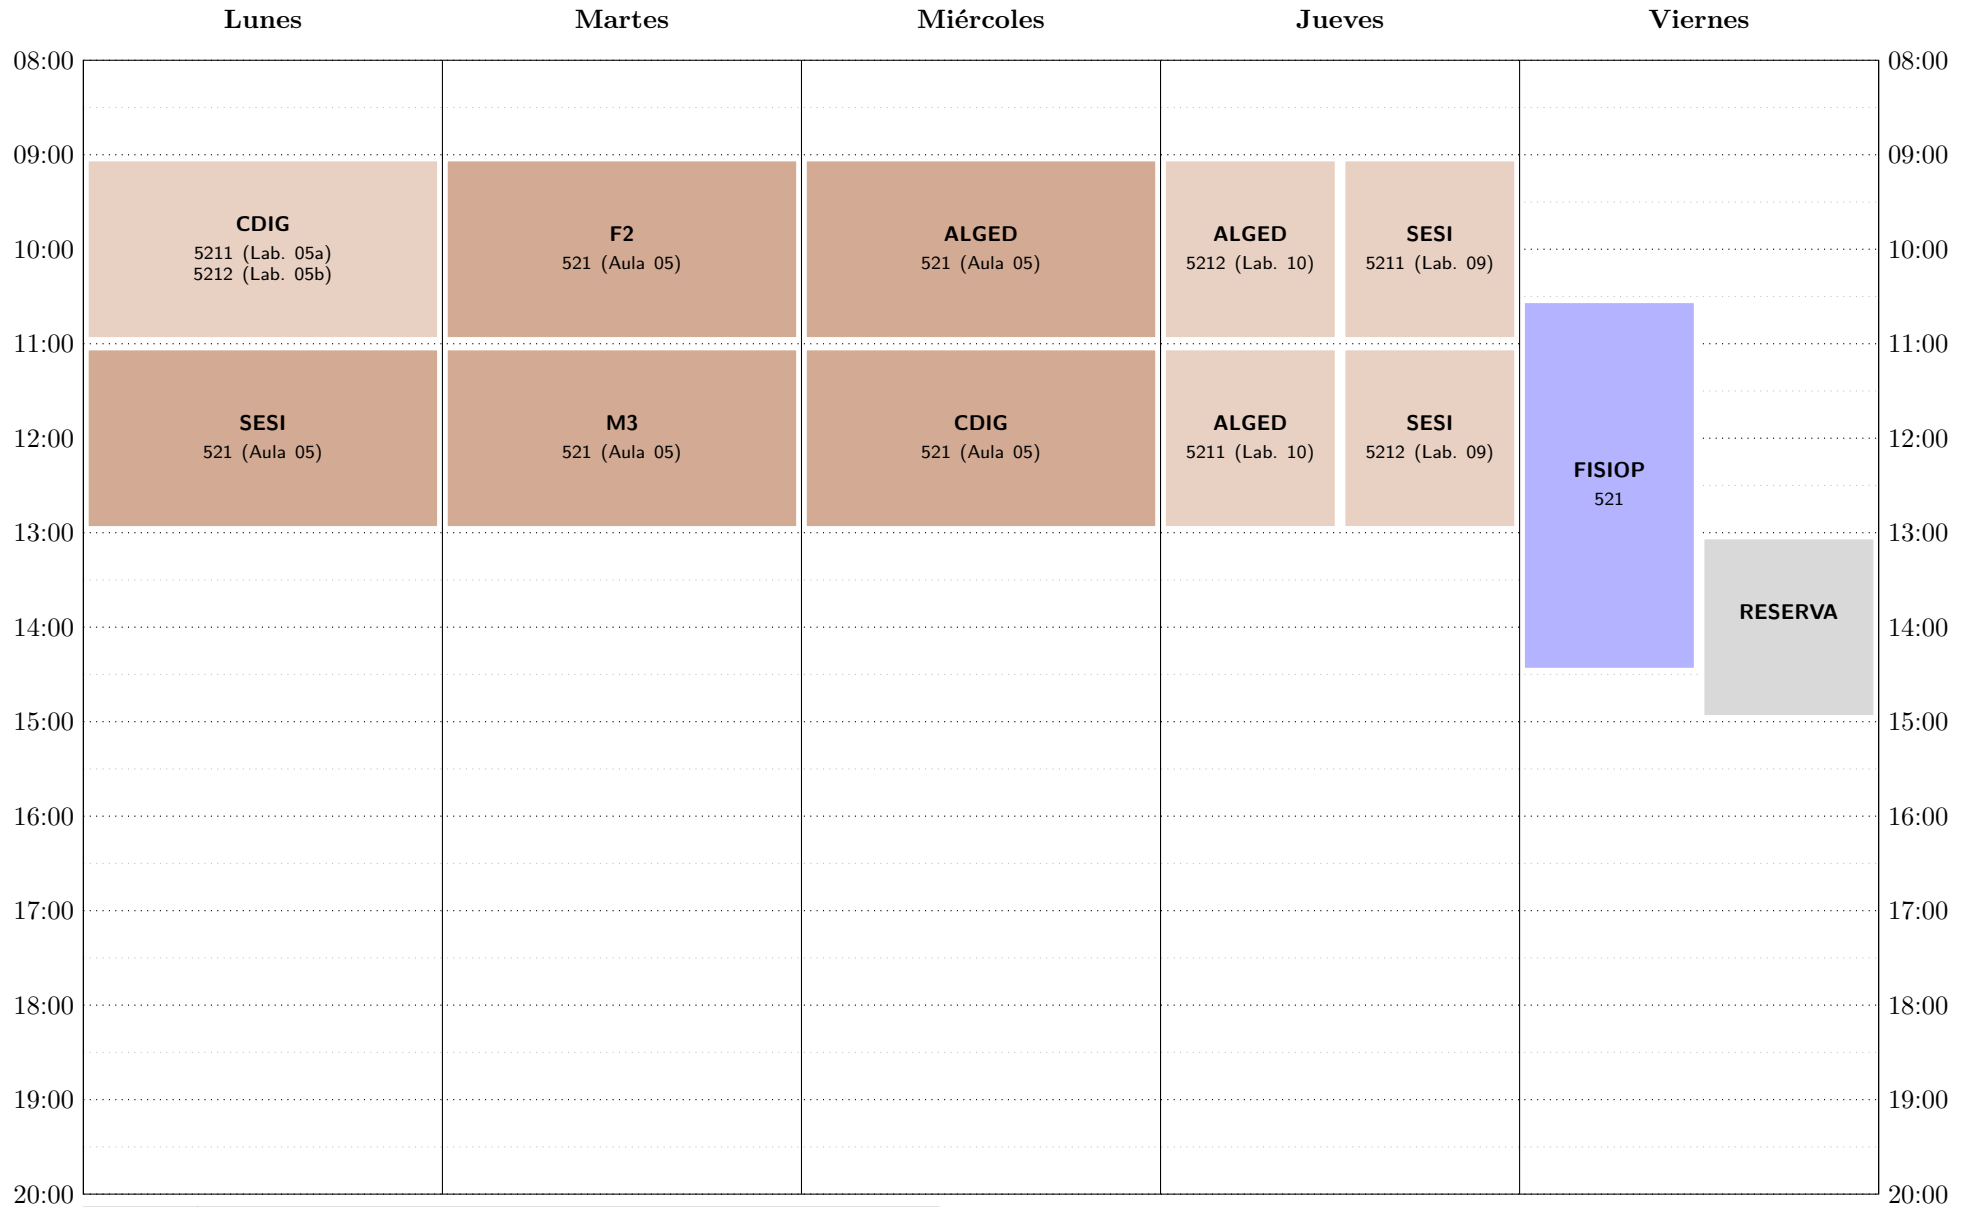 Lunes
Martes
Miércoles
Jueves
Viernes
08:00
08:00
09:00
09:00
CDIG
5211 (Lab. 05a)
5212 (Lab. 05b)
F2
521 (Aula 05)
ALGED
521 (Aula 05)
ALGED
5212 (Lab. 10)
SESI
5211 (Lab. 09)
10:00
10:00
11:00
11:00
SESI
521 (Aula 05)
M3
521 (Aula 05)
CDIG
521 (Aula 05)
ALGED
5211 (Lab. 10)
SESI
5212 (Lab. 09)
12:00
12:00
FISIOP
521
13:00
13:00
RESERVA
14:00
14:00
15:00
15:00
16:00
16:00
17:00
17:00
18:00
18:00
19:00
19:00
20:00
20:00